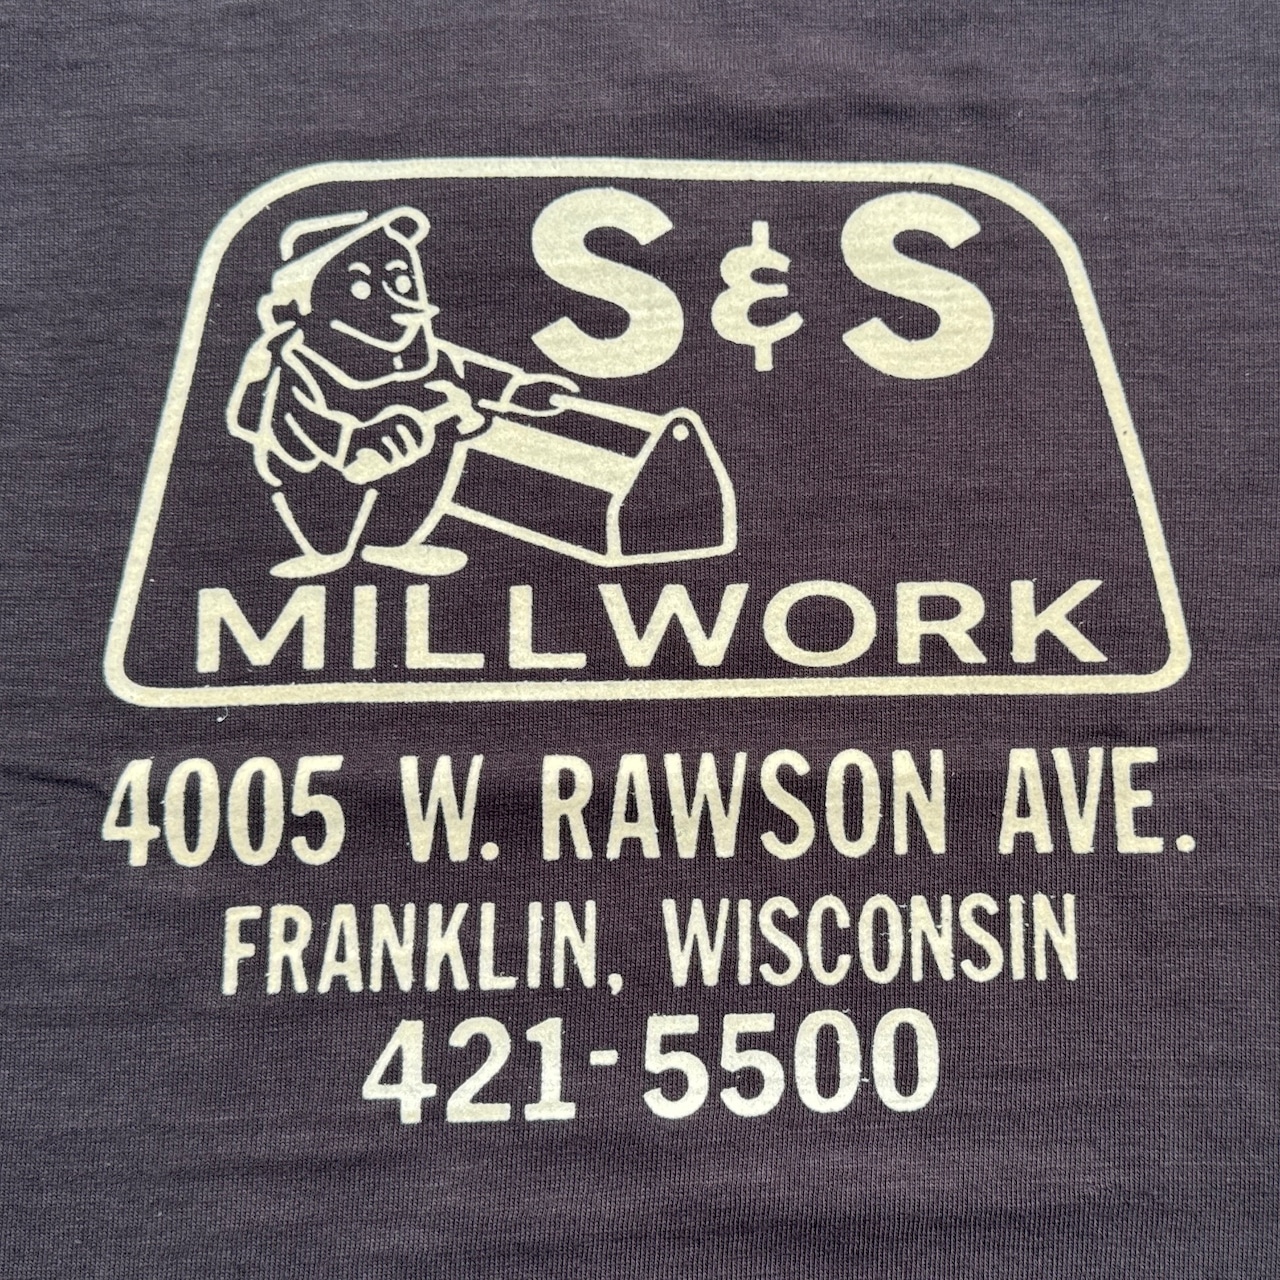 S & S
MILLWORK
4005 W. RAWSON AVE.
FRANKLIN, WISCONSIN
421-5500